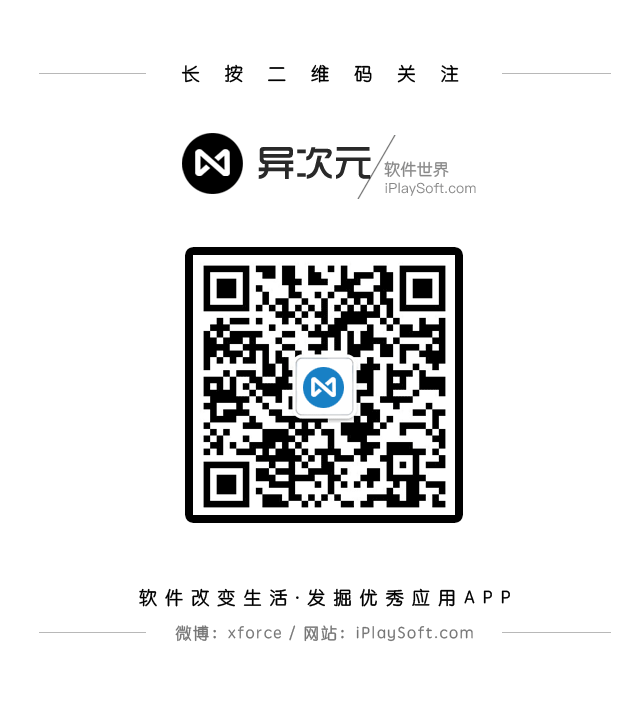 长按二维码关注
异次元
软件世界
iPlaySoft.com
软件改变生活·发掘优秀应用APP
微博：xforce / 网站：iPlaySoft.com